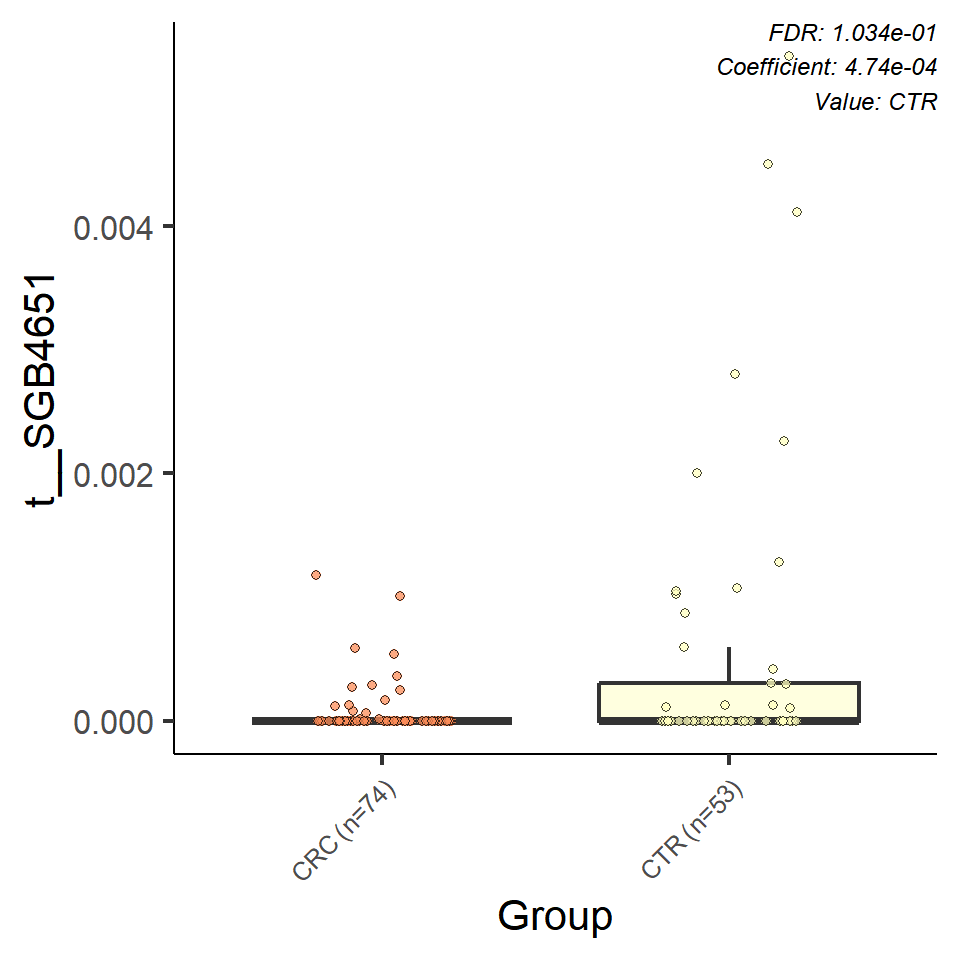 FDR: 1.034e-01
Coefficient: 4.74e-04
Value: CTR
t__SGB4651
0.004
0.002
0.000
CRC (n=74)
CTR (n=53)
Group